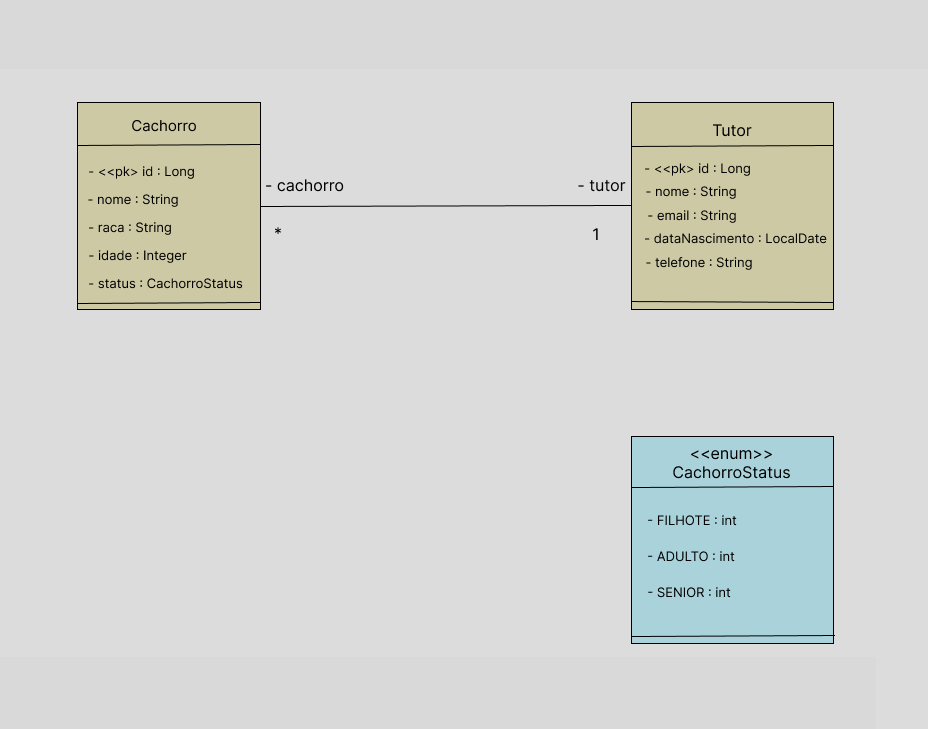 Cachorro
- <<pk> id : Long
- nome : String
- raca : String
- idade : Integer
- status : CachorroStatus
- cachorro
*
- tutor
1
Tutor
- <<pk> id : Long
- nome : String
- email : String
- dataNascimento : LocalDate
- telefone : String
<<enum>>
CachorroStatus
- FILHOTE : int
- ADULTO : int
- SENIOR : int